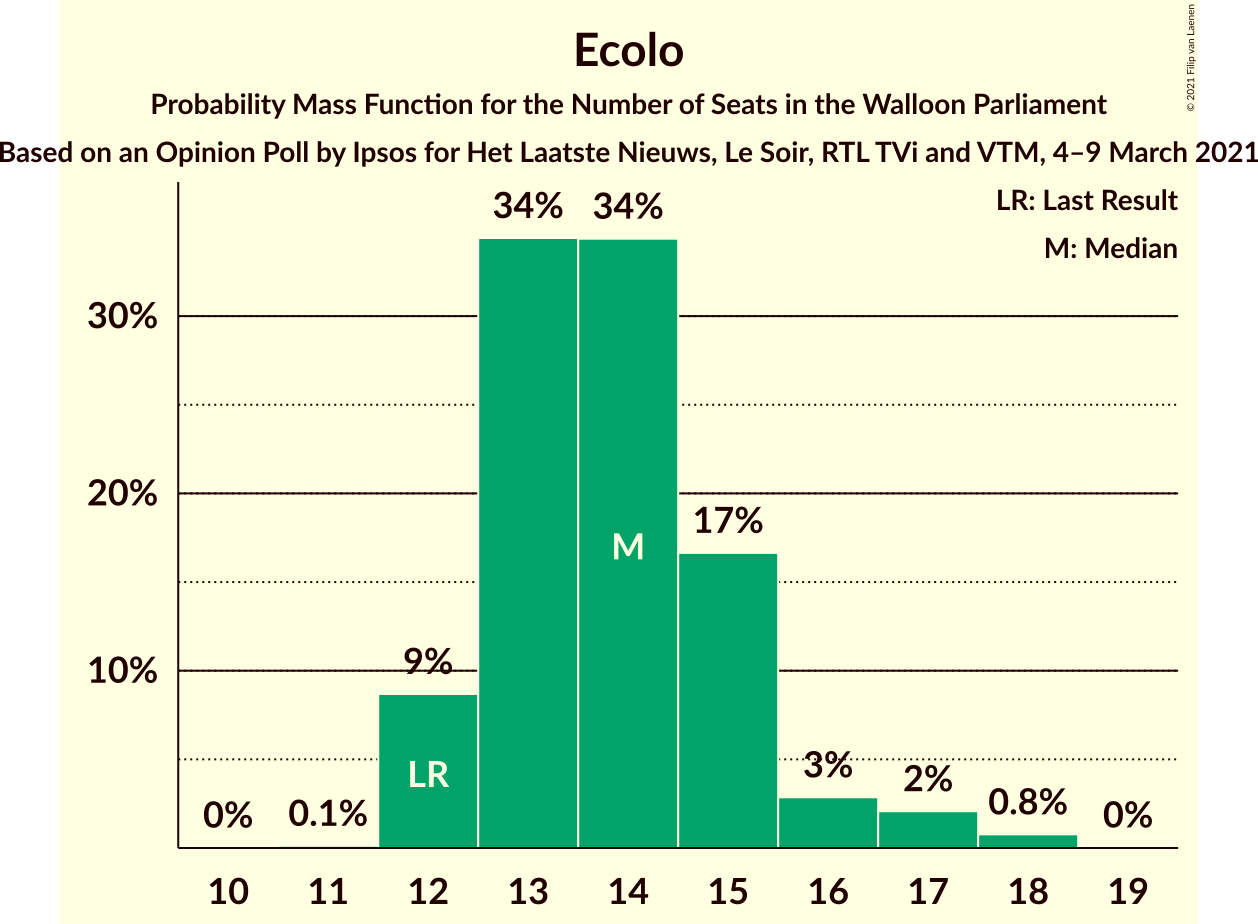 Ecolo
Probability Mass Function for the Number of Seats in the Walloon Parliament
Based on an Opinion Poll by Ipsos for Het Laatste Nieuws, Le Soir, RTL TVi and VTM, 4–9 March 2021
© 2021 Filip van Laenen
LR: Last Result
M: Median
34% 34%
30%
20%
17%
M
10%
9%
LR
3%
2%
0% 0.1% 0.8% 0%
10 11 12 13 14 15 16 17 18 19